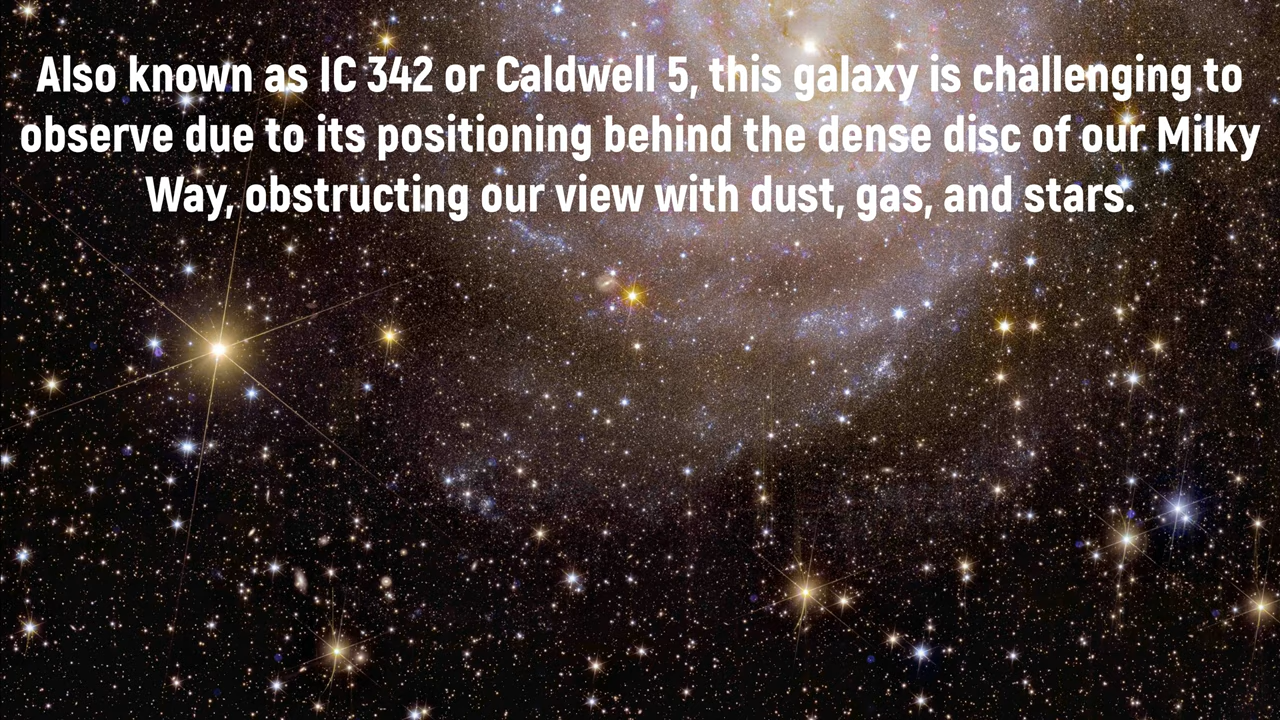 Also known as IC 342 or Caldwell 5, this galaxy is challenging to
observe due to its positioning behind the dense disc of our Milky
Way, obstructing our view with dust, gas, and stars.